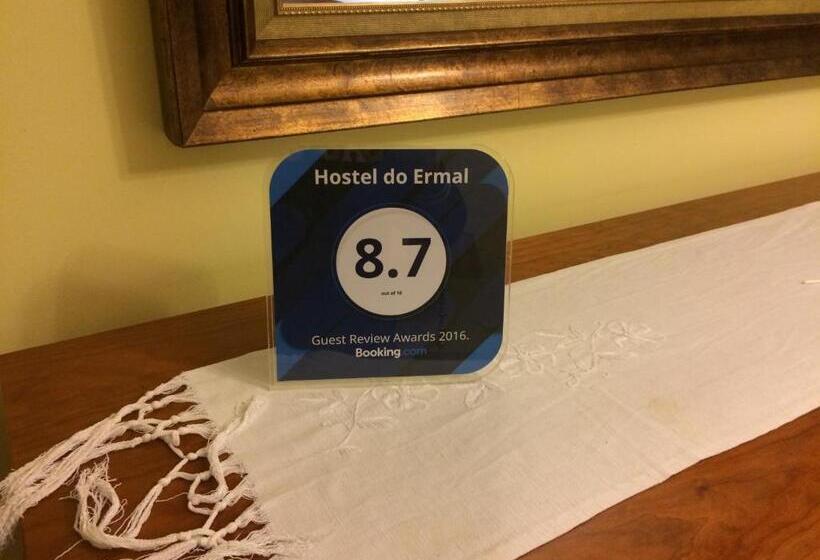 Hostel do Ermal
8.7
out of 10
Guest Review Awards 2016.
Booking.com